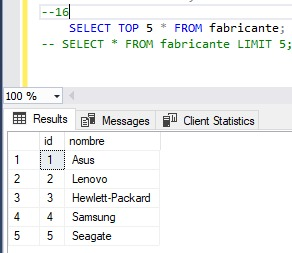 --16
SELECT TOP 5 * FROM fabricante;
-- SELECT * FROM fabricante LIMIT 5;
100 %
Results Messages Client Statistics
id nombre
1 1 Asus
2 2 Lenovo
3 3 Hewlett-Packard
4 4 Samsung
5 5 Seagate